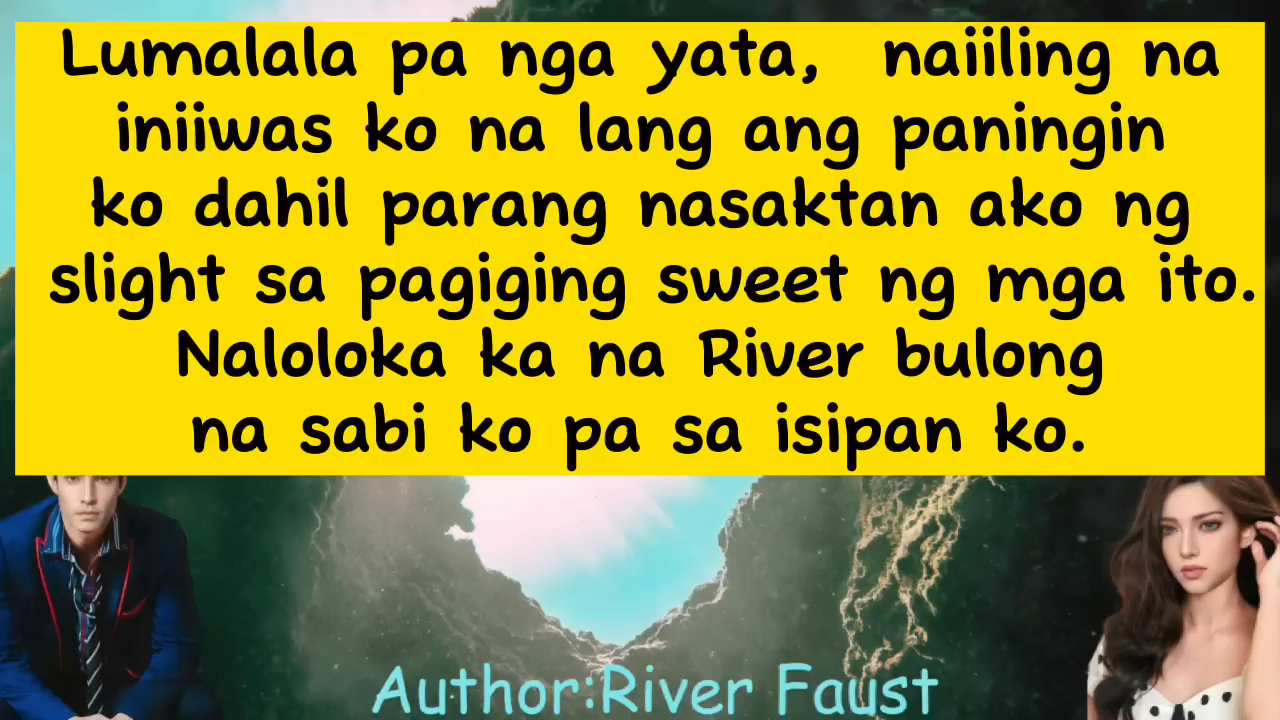 Lumalala pa nga yata, naiiling na
iniiwas ko na lang ang paningin
ko dahil parang nasaktan ako ng
slight sa pagiging sweet ng mga ito.
Naloloka ka na River bulong
na sabi ko pa sa isipan ko.
Author:River Faust